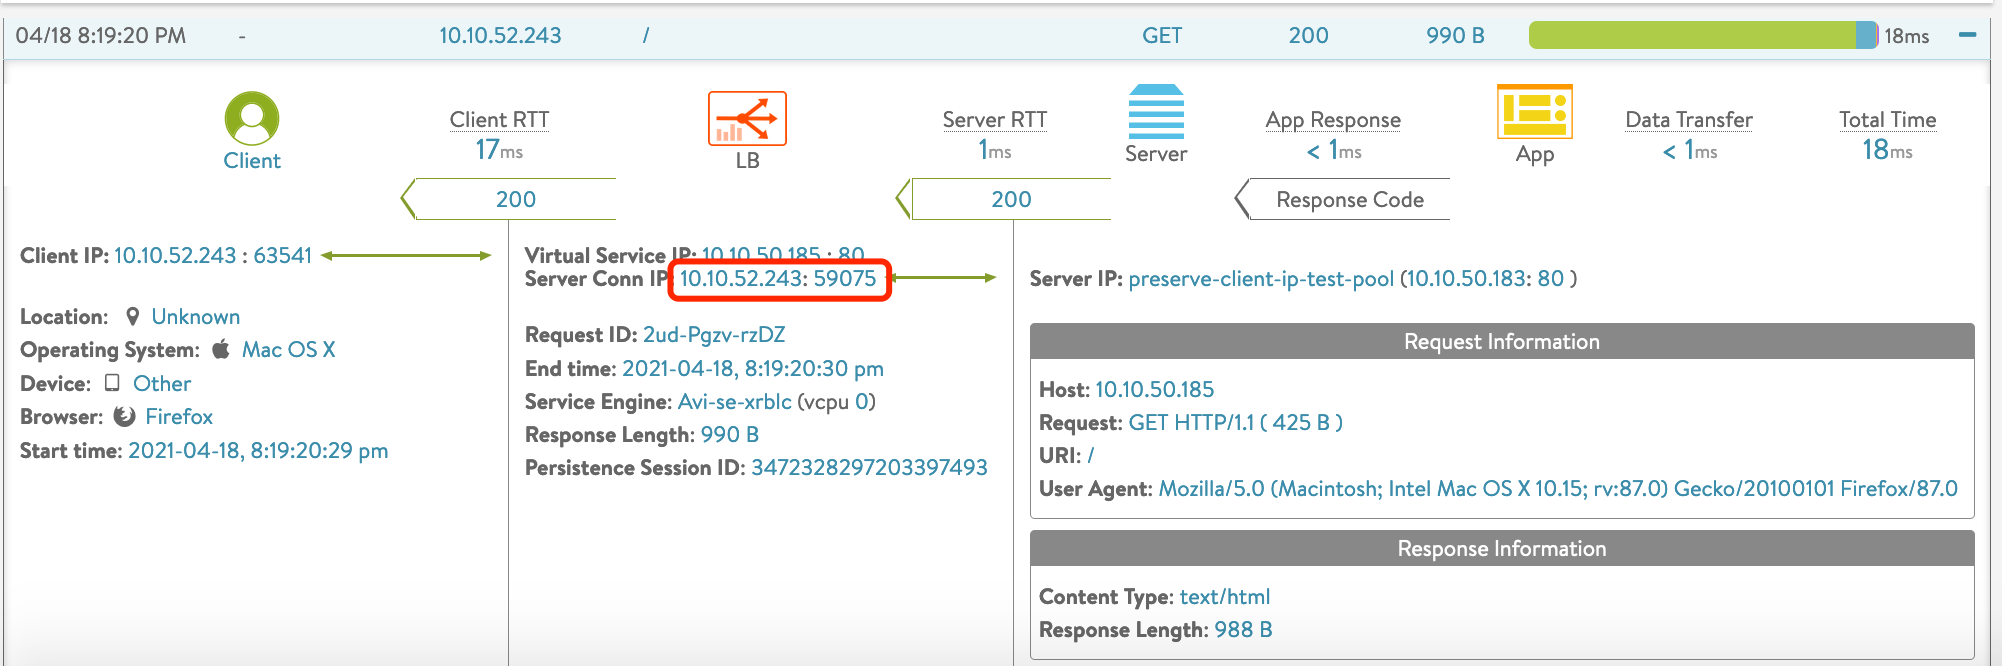 04/18 8:19:20 PM - 10.10.52.243 / GET 200 990 B 18ms
Client
Client RTT
17ms
LB
Server RTT
1ms
Server
App Response
< 1ms
App
Data Transfer
< 1ms
Total Time
18ms
200
200
Response Code
Client IP: 10.10.52.243 : 63541
Location: Unknown
Operating System: Mac OS X
Device: Other
Browser: Firefox
Start time: 2021-04-18, 8:19:20:29 pm
Virtual Service IP: 10.10.50.185 : 80
Server Conn IP: 10.10.52.243: 59075
Request ID: 2ud-Pgzv-rzDZ
End time: 2021-04-18, 8:19:20:30 pm
Service Engine: Avi-se-xrblc (vcpu 0)
Response Length: 990 B
Persistence Session ID: 3472328297203397493
Server IP: preserve-client-ip-test-pool (10.10.50.183: 80 )
Request Information
Host: 10.10.50.185
Request: GET HTTP/1.1 ( 425 B )
URI: /
User Agent: Mozilla/5.0 (Macintosh; Intel Mac OS X 10.15; rv:87.0) Gecko/20100101 Firefox/87.0
Response Information
Content Type: text/html
Response Length: 988 B